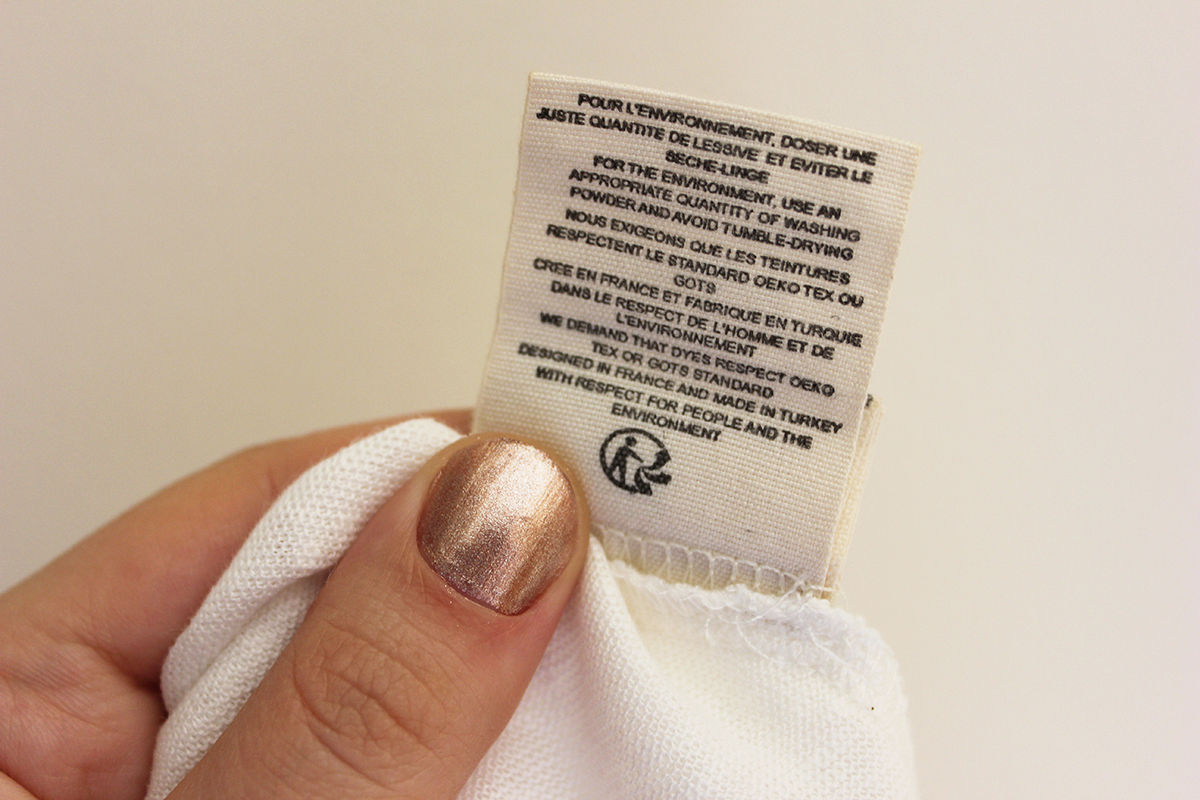 POUR L'ENVIRONNEMENT, DOSER UNE
JUSTE QUANTITE DE LESSIVE ET EVITER LE
SECHE-LINGE
FOR THE ENVIRONMENT, USE AN
APPROPRIATE QUANTITY OF WASHING
POWDER AND AVOID TUMBLE-DRYING
NOUS EXIGEONS QUE LES TEINTURES
RESPECTENT LE STANDARD OEKO TEX OU
GOTS
CREE EN FRANCE ET FABRIQUE EN TURQUIE
DANS LE RESPECT DE L'HOMME ET DE
L'ENVIRONNEMENT
WE DEMAND THAT DYES RESPECT OEKO
TEX OR GOTS STANDARD
DESIGNED IN FRANCE AND MADE IN TURKEY
WITH RESPECT FOR PEOPLE AND THE
ENVIRONMENT